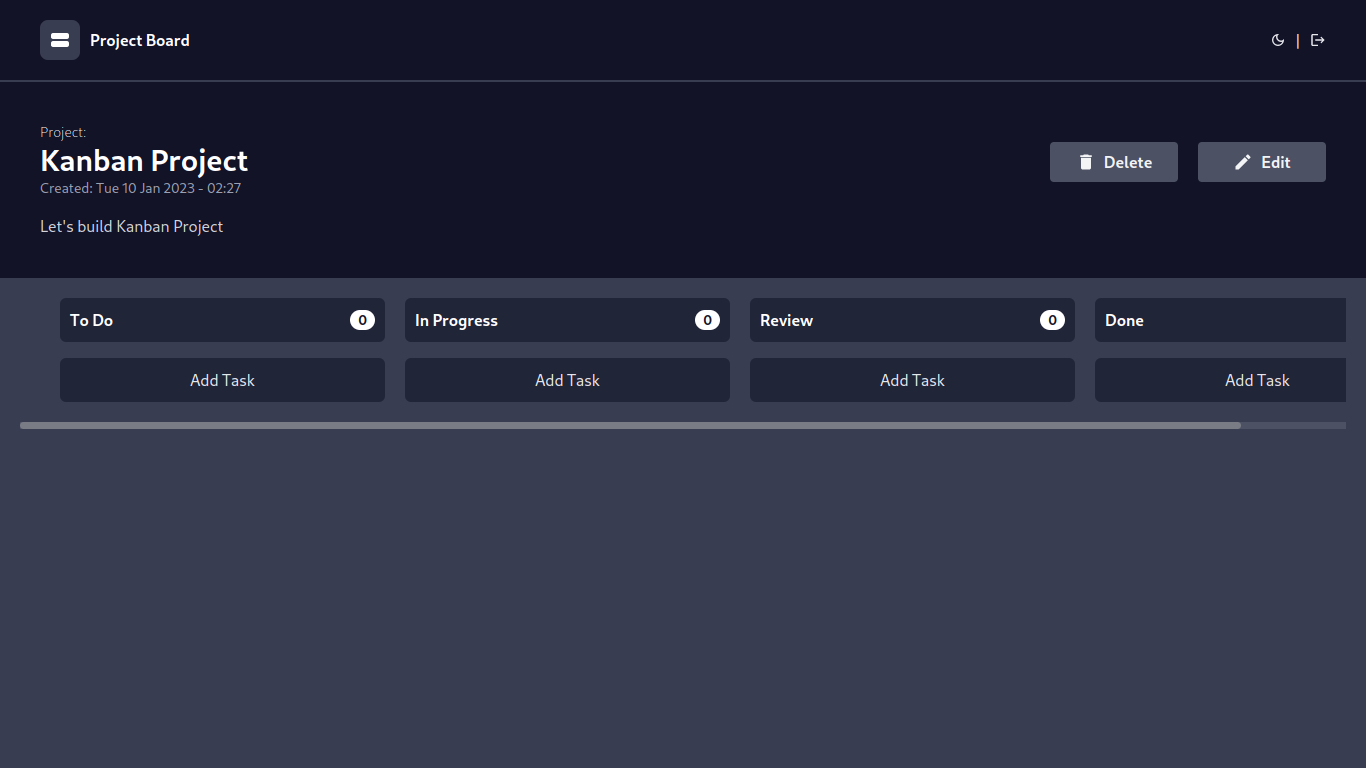 Project Board
|
Project:
Kanban Project
Created: Tue 10 Jan 2023 - 02:27
Delete
Edit
Let's build Kanban Project
To Do 0
In Progress 0
Review 0
Done
Add Task
Add Task
Add Task
Add Task